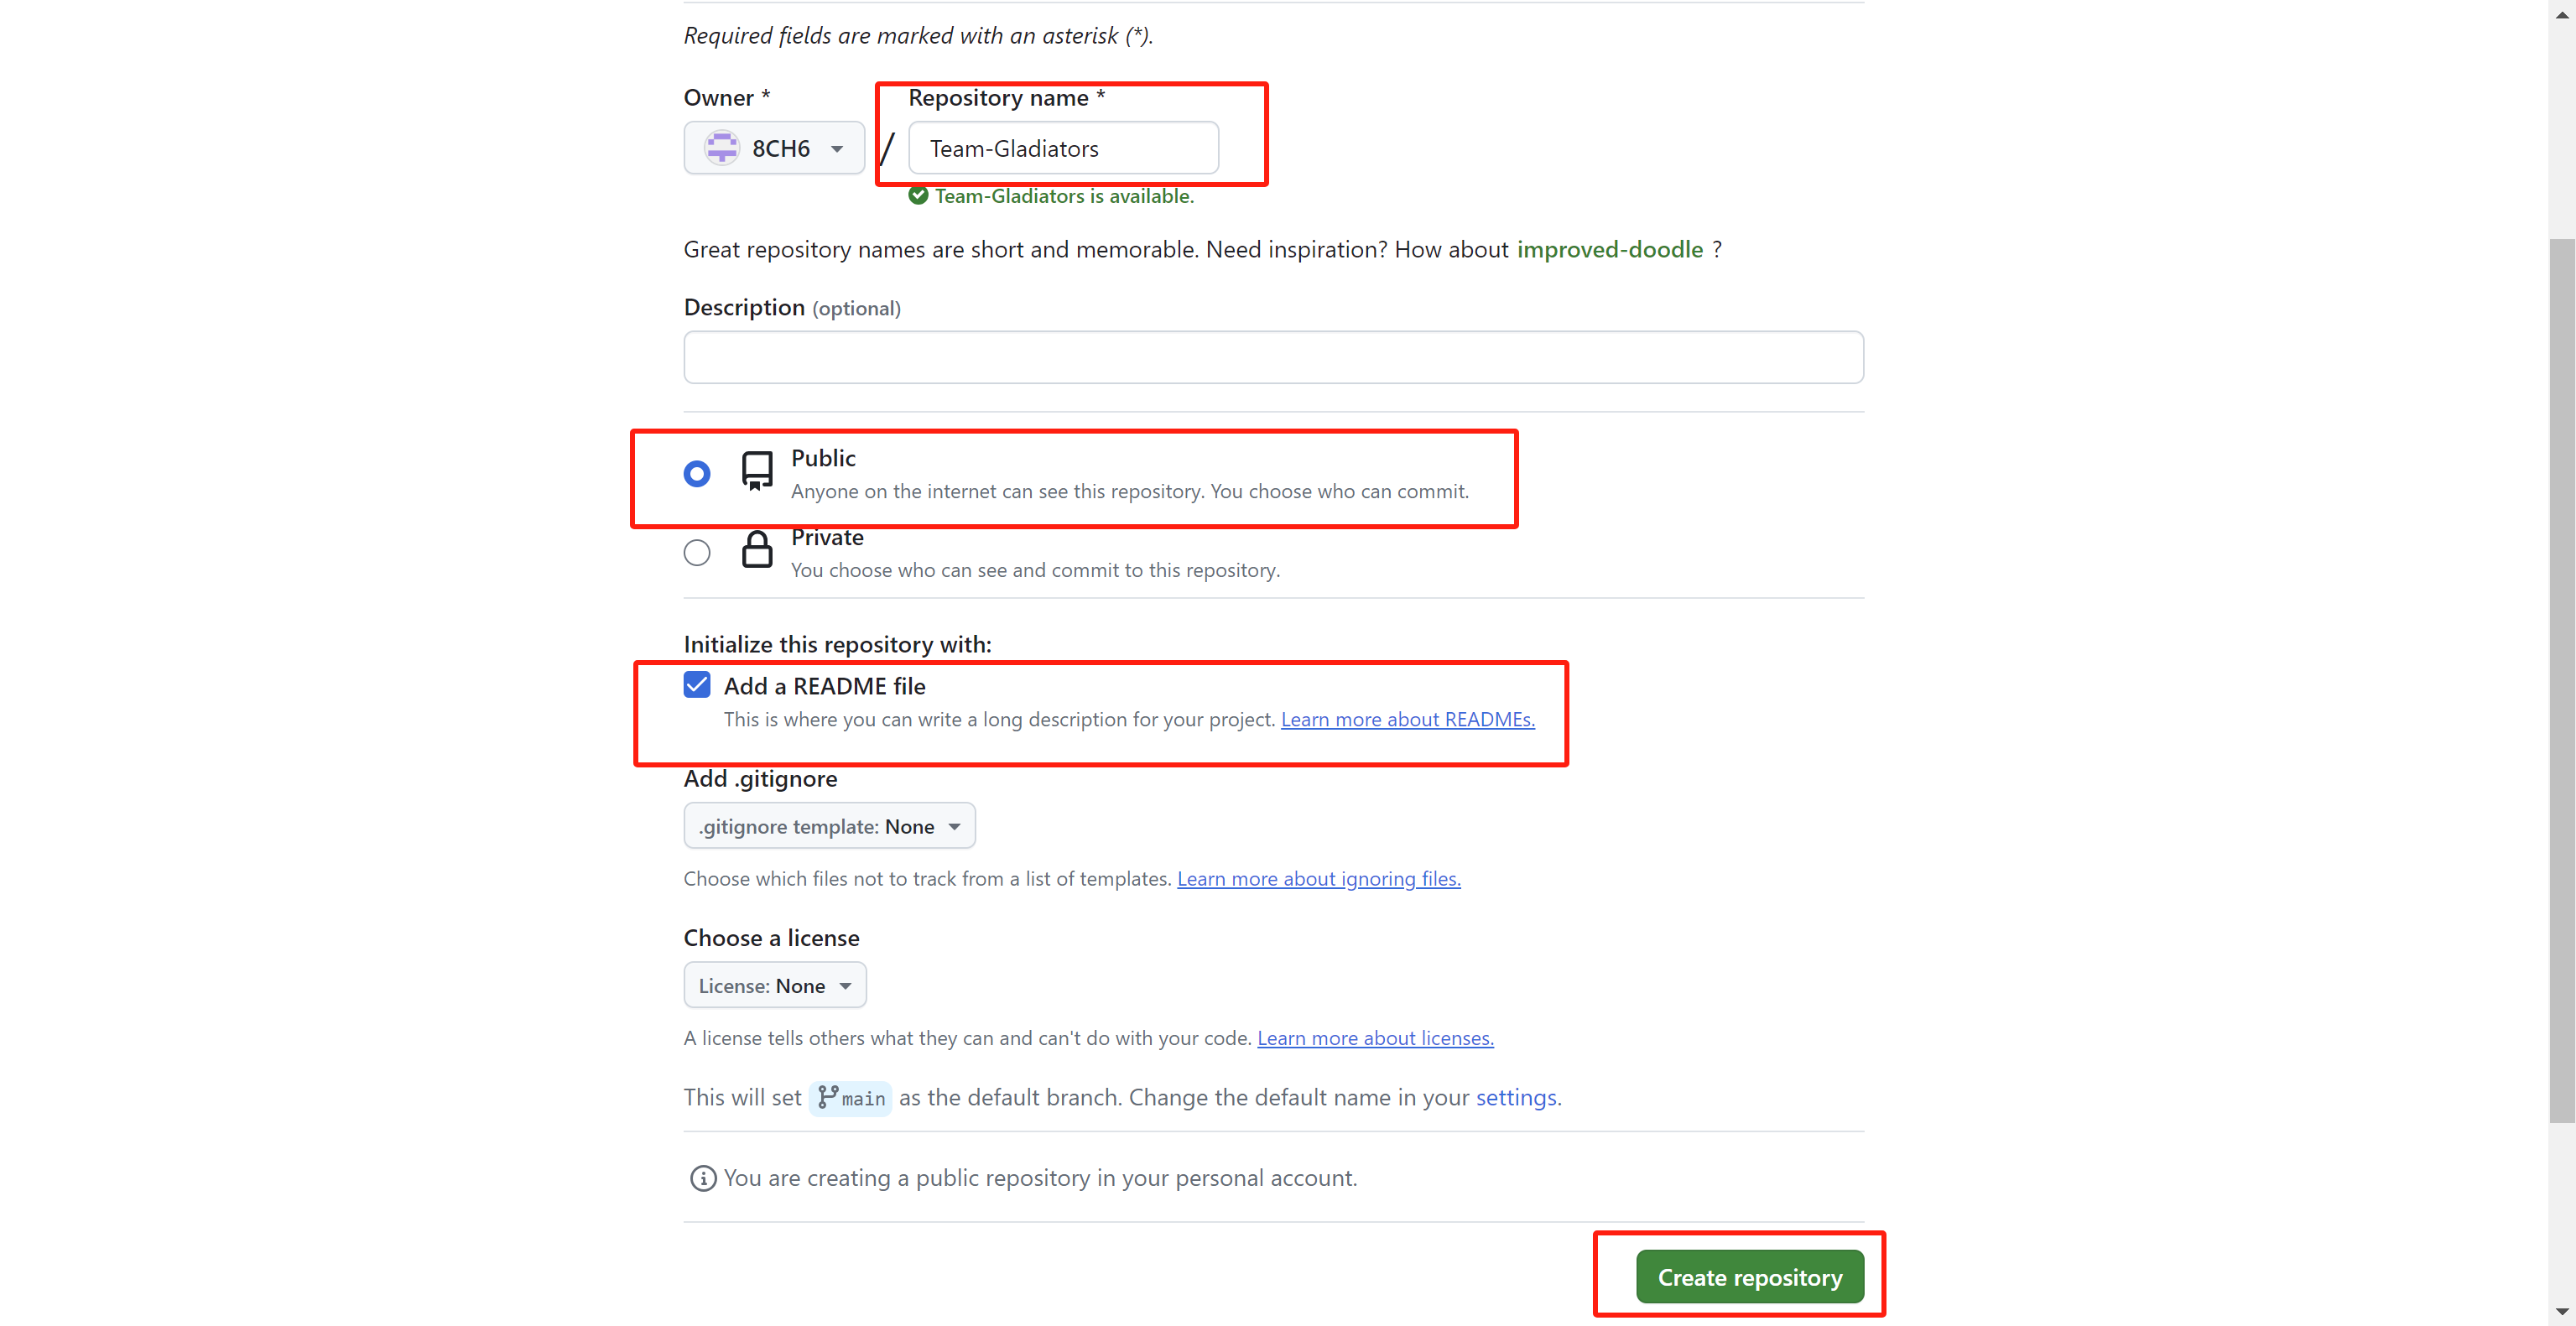 Required fields are marked with an asterisk (*).
Owner *
Repository name *
8CH6
/
Team-Gladiators
Team-Gladiators is available.
Great repository names are short and memorable. Need inspiration? How about improved-doodle ?
Description (optional)
Public
Anyone on the internet can see this repository. You choose who can commit.
Private
You choose who can see and commit to this repository.
Initialize this repository with:
Add a README file
This is where you can write a long description for your project. Learn more about READMEs.
Add .gitignore
.gitignore template: None
Choose which files not to track from a list of templates. Learn more about ignoring files.
Choose a license
License: None
A license tells others what they can and can't do with your code. Learn more about licenses.
This will set main as the default branch. Change the default name in your settings.
You are creating a public repository in your personal account.
Create repository